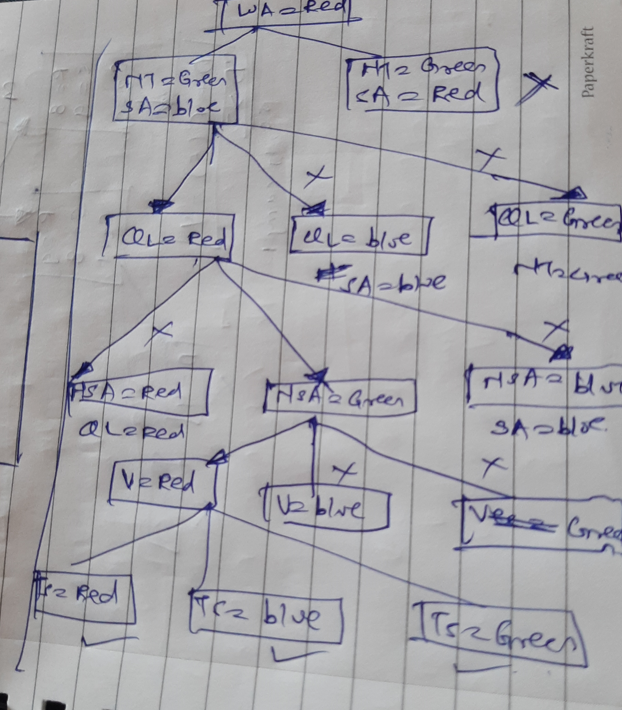 WA = Red
NT = Green
SA = blue
NT = Green
SA = Red
X
Paperkraft
X
X
QL = Red
QL = blue
QL = Green
SA = blue
X
X
NSA = Red
NSA = Green
NSA = blue
QL = Red
SA = blue
X
X
V = Red
V = blue
Green
TS = Red
TS = blue
TS = Green